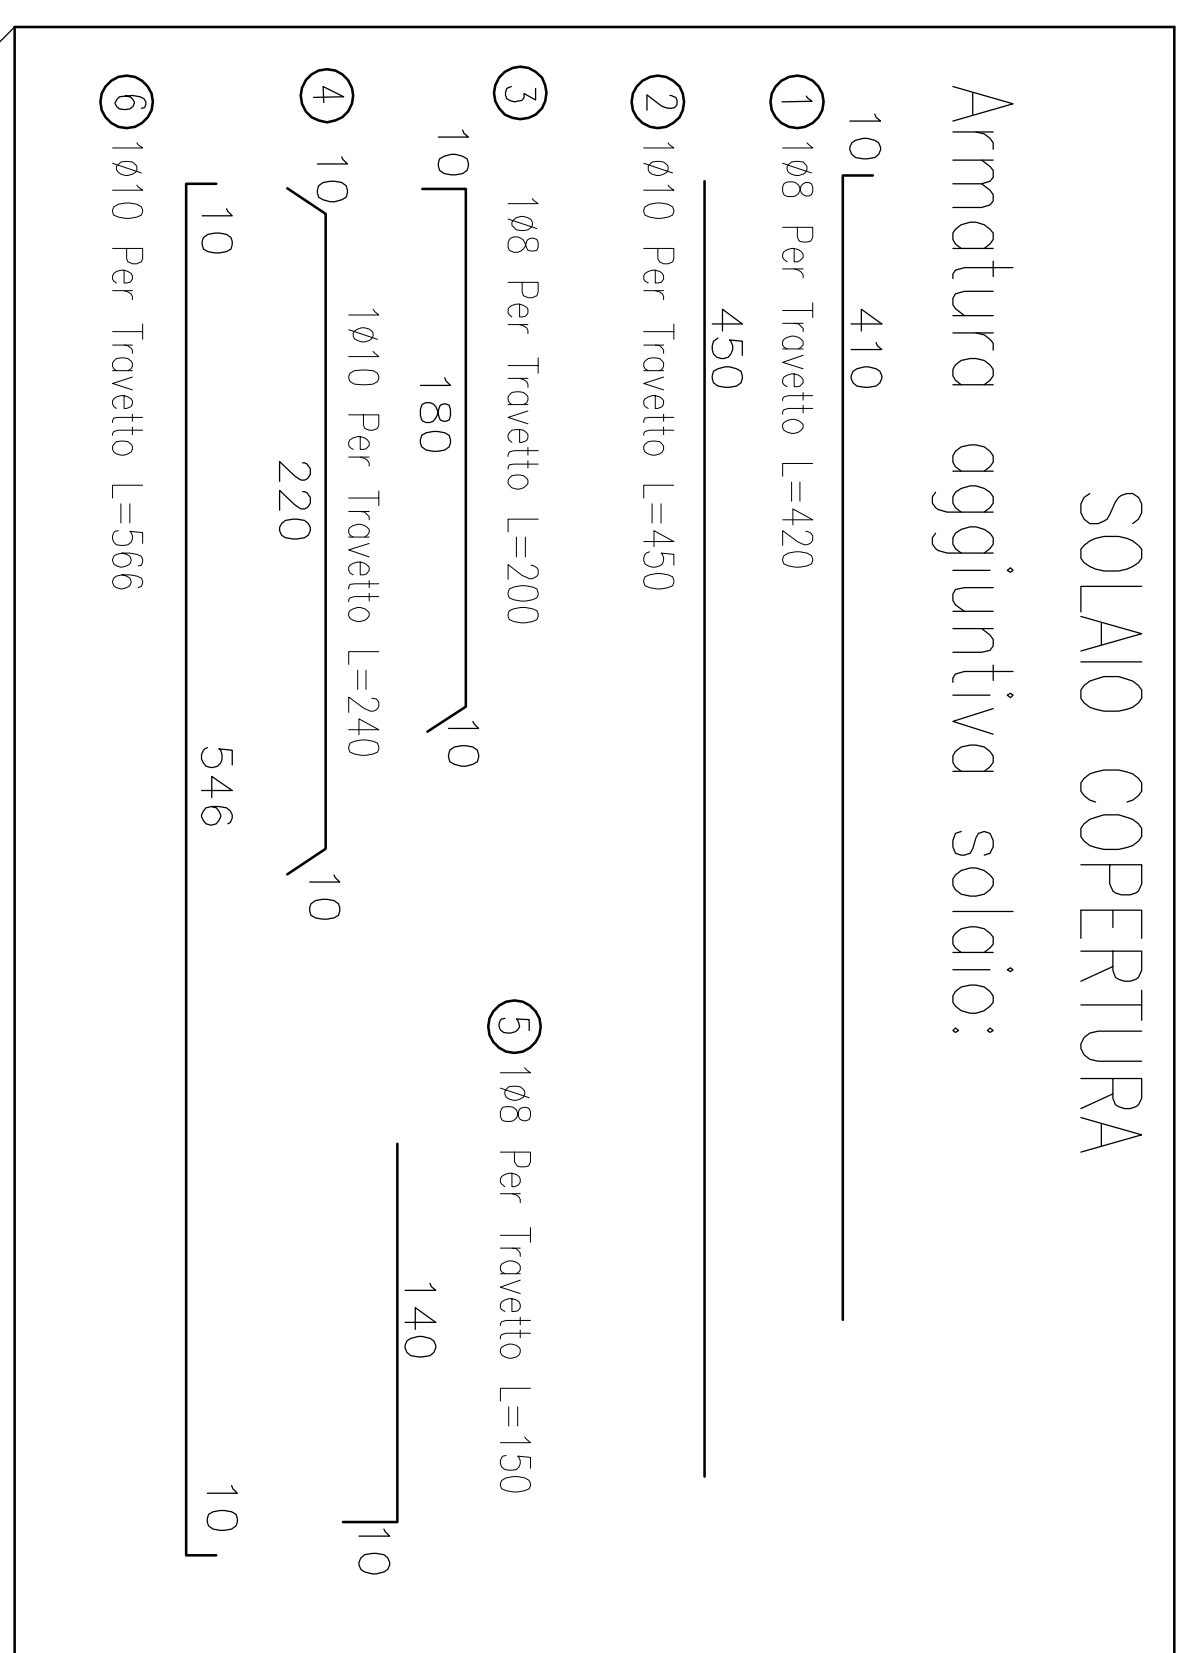 SOLAIO COPERTURA
Armatura aggiuntiva solaio:
10 410
1 1ø8 Per Travetto L=420
450
2 1ø10 Per Travetto L=450
3 1ø8 Per Travetto L=200
10 180 10
5 1ø8 Per Travetto L=150
140 10
4 1ø10 Per Travetto L=240
10 220 10
10 546 10
6 1ø10 Per Travetto L=566